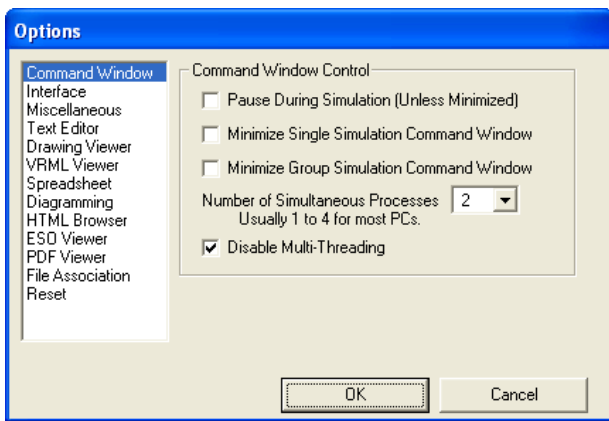 Options
Command Window
Interface
Miscellaneous
Text Editor
Drawing Viewer
VRML Viewer
Spreadsheet
Diagramming
HTML Browser
ESO Viewer
PDF Viewer
File Association
Reset
Command Window Control
Pause During Simulation (Unless Minimized)
Minimize Single Simulation Command Window
Minimize Group Simulation Command Window
Number of Simultaneous Processes 2
Usually 1 to 4 for most PCs.
Disable Multi-Threading
OK Cancel